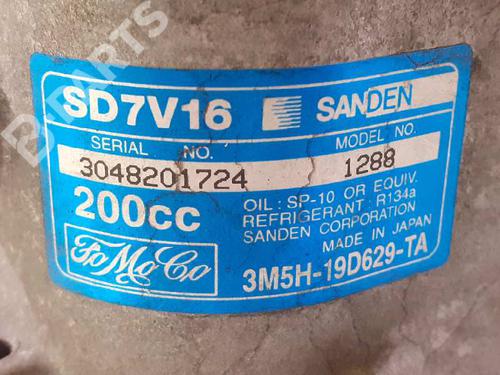 B-PARTS
SD7V16 SANDEN
SERIAL NO. MODEL NO.
3048201724 1288
200cc
OIL : SP-10 OR EQUIV.
REFRIGERANT : R134a
SANDEN CORPORATION
MADE IN JAPAN
FoMoCo
3M5H-19D629-TA